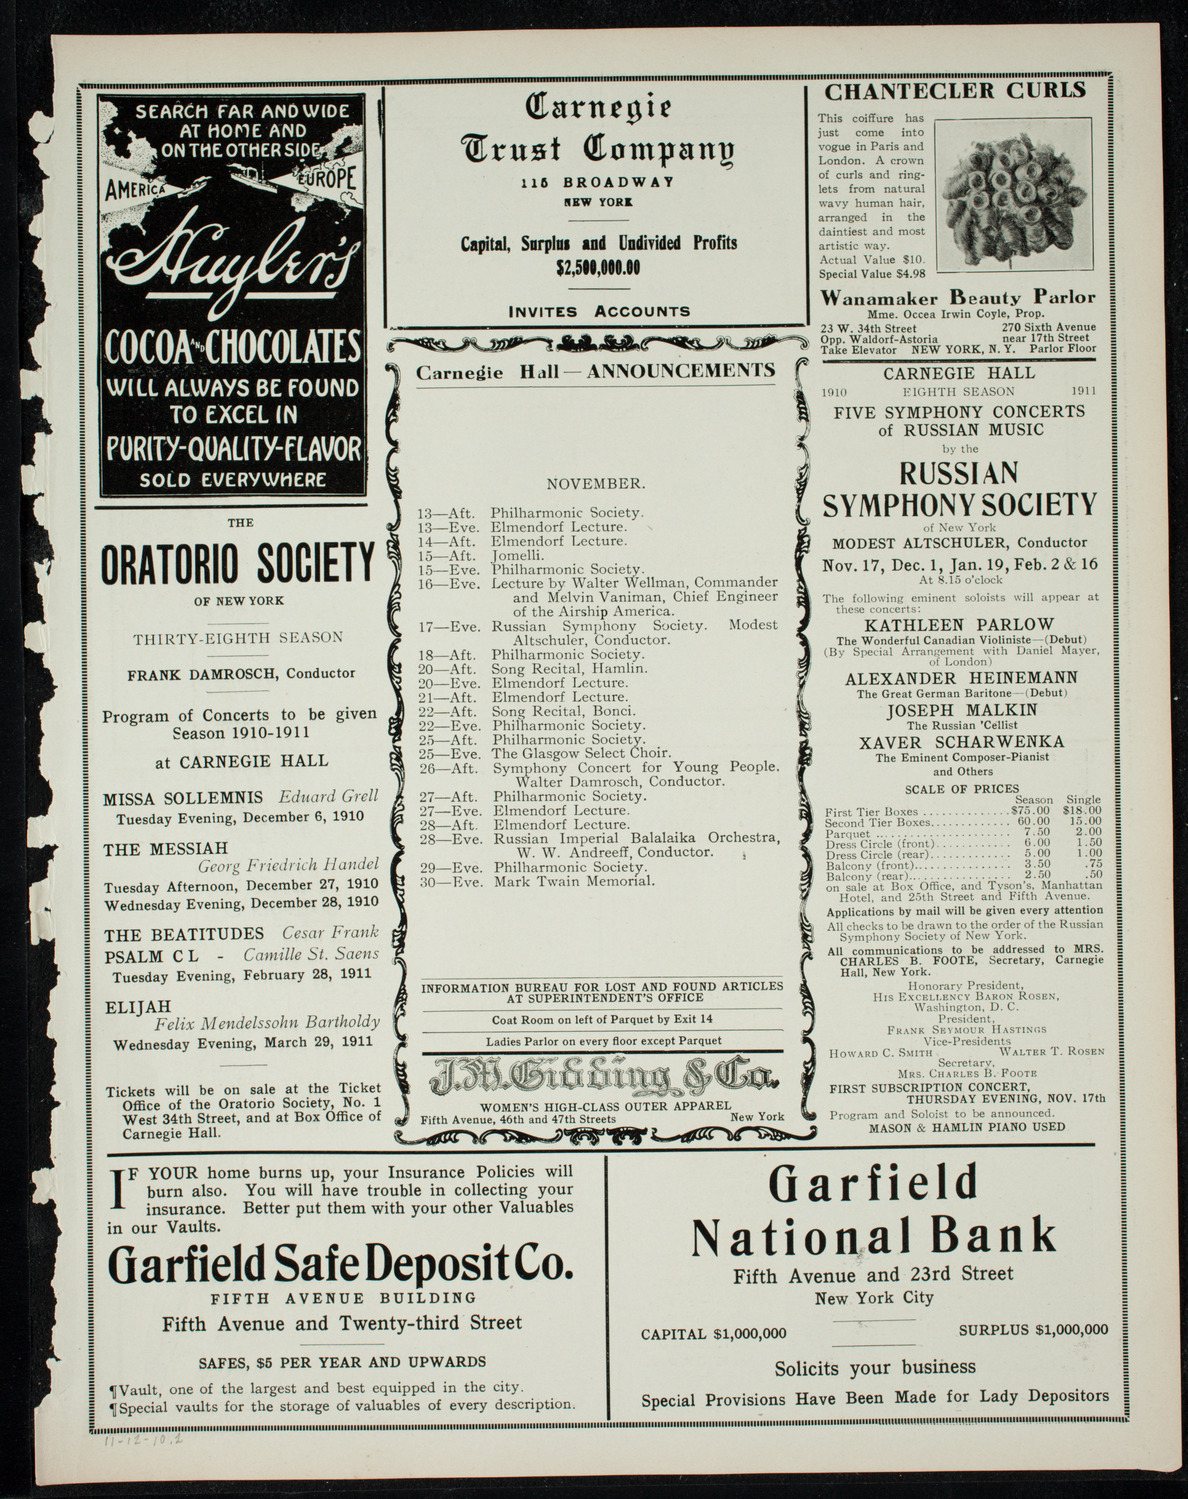 SEARCH FAR AND WIDE
AT HOME AND
ON THE OTHER SIDE
AMERICA
EUROPE
Huyler's
COCOA AND CHOCOLATES
WILL ALWAYS BE FOUND
TO EXCEL IN
PURITY-QUALITY-FLAVOR
SOLD EVERYWHERE
THE
ORATORIO SOCIETY
OF NEW YORK
THIRTY-EIGHTH SEASON
FRANK DAMROSCH, Conductor
Program of Concerts to be given
Season 1910-1911
at CARNEGIE HALL
MISSA SOLLEMNIS Eduard Grell
Tuesday Evening, December 6, 1910
THE MESSIAH
Georg Friedrich Handel
Tuesday Afternoon, December 27, 1910
Wednesday Evening, December 28, 1910
THE BEATITUDES Cesar Frank
PSALM C L - Camille St. Saens
Tuesday Evening, February 28, 1911
ELIJAH
Felix Mendelssohn Bartholdy
Wednesday Evening, March 29, 1911
Tickets will be on sale at the Ticket
Office of the Oratorio Society, No. 1
West 34th Street, and at Box Office of
Carnegie Hall.
Carnegie
Trust Company
115 BROADWAY
NEW YORK
Capital, Surplus and Undivided Profits
$2,500,000.00
INVITES ACCOUNTS
Carnegie Hall — ANNOUNCEMENTS
NOVEMBER.
13—Aft. Philharmonic Society.
13—Eve. Elmendorf Lecture.
14—Aft. Elmendorf Lecture.
15—Aft. Jomelli.
15—Eve. Philharmonic Society.
16—Eve. Lecture by Walter Wellman, Commander
and Melvin Vaniman, Chief Engineer
of the Airship America.
17—Eve. Russian Symphony Society. Modest
Altschuler, Conductor.
18—Aft. Philharmonic Society.
20—Aft. Song Recital, Hamlin.
20—Eve. Elmendorf Lecture.
21—Aft. Elmendorf Lecture.
22—Aft. Song Recital, Bonci.
22—Eve. Philharmonic Society.
25—Aft. Philharmonic Society.
25—Eve. The Glasgow Select Choir.
26—Aft. Symphony Concert for Young People.
Walter Damrosch, Conductor.
27—Aft. Philharmonic Society.
27—Eve. Elmendorf Lecture.
28—Aft. Elmendorf Lecture.
28—Eve. Russian Imperial Balalaika Orchestra,
W. W. Andreeff, Conductor.
29—Eve. Philharmonic Society.
30—Eve. Mark Twain Memorial.
INFORMATION BUREAU FOR LOST AND FOUND ARTICLES
AT SUPERINTENDENT'S OFFICE
Coat Room on left of Parquet by Exit 14
Ladies Parlor on every floor except Parquet
J. M. Gidding & Co.
WOMEN'S HIGH-CLASS OUTER APPAREL
Fifth Avenue, 46th and 47th Streets New York
CHANTECLER CURLS
This coiffure has
just come into
vogue in Paris and
London. A crown
of curls and ring-
lets from natural
wavy human hair,
arranged in the
daintiest and most
artistic way.
Actual Value $10.
Special Value $4.98
Wanamaker Beauty Parlor
Mme. Occea Irwin Coyle, Prop.
23 W. 34th Street 270 Sixth Avenue
Opp. Waldorf-Astoria near 17th Street
Take Elevator NEW YORK, N. Y. Parlor Floor
CARNEGIE HALL
1910 EIGHTH SEASON 1911
FIVE SYMPHONY CONCERTS
of RUSSIAN MUSIC
by the
RUSSIAN
SYMPHONY SOCIETY
of New York
MODEST ALTSCHULER, Conductor
Nov. 17, Dec. 1, Jan. 19, Feb. 2 & 16
At 8.15 o'clock
The following eminent soloists will appear at
these concerts:
KATHLEEN PARLOW
The Wonderful Canadian Violiniste—(Debut)
(By Special Arrangement with Daniel Mayer,
of London)
ALEXANDER HEINEMANN
The Great German Baritone—(Debut)
JOSEPH MALKIN
The Russian 'Cellist
XAVER SCHARWENKA
The Eminent Composer-Pianist
and Others
SCALE OF PRICES
Season Single
First Tier Boxes .............$75.00 $18.00
Second Tier Boxes............ 60.00 15.00
Parquet ...................... 7.50 2.00
Dress Circle (front)........... 6.00 1.50
Dress Circle (rear)............ 5.00 1.00
Balcony (front)............... 3.50 .75
Balcony (rear)................ 2.50 .50
on sale at Box Office, and Tyson's, Manhattan
Hotel, and 25th Street and Fifth Avenue.
Applications by mail will be given every attention
All checks to be drawn to the order of the Russian
Symphony Society of New York.
All communications to be addressed to MRS.
CHARLES B. FOOTE, Secretary, Carnegie
Hall, New York.
Honorary President,
HIS EXCELLENCY BARON ROSEN,
Washington, D. C.
President,
FRANK SEYMOUR HASTINGS
Vice-Presidents
HOWARD C. SMITH WALTER T. ROSEN
Secretary,
MRS. CHARLES B. FOOTE
FIRST SUBSCRIPTION CONCERT,
THURSDAY EVENING, NOV. 17th
Program and Soloist to be announced.
MASON & HAMLIN PIANO USED
IF YOUR home burns up, your Insurance Policies will
burn also. You will have trouble in collecting your
insurance. Better put them with your other Valuables
in our Vaults.
Garfield Safe Deposit Co.
FIFTH AVENUE BUILDING
Fifth Avenue and Twenty-third Street
SAFES, $5 PER YEAR AND UPWARDS
¶Vault, one of the largest and best equipped in the city.
¶Special vaults for the storage of valuables of every description.
Garfield
National Bank
Fifth Avenue and 23rd Street
New York City
CAPITAL $1,000,000 SURPLUS $1,000,000
Solicits your business
Special Provisions Have Been Made for Lady Depositors
11-12-10.2